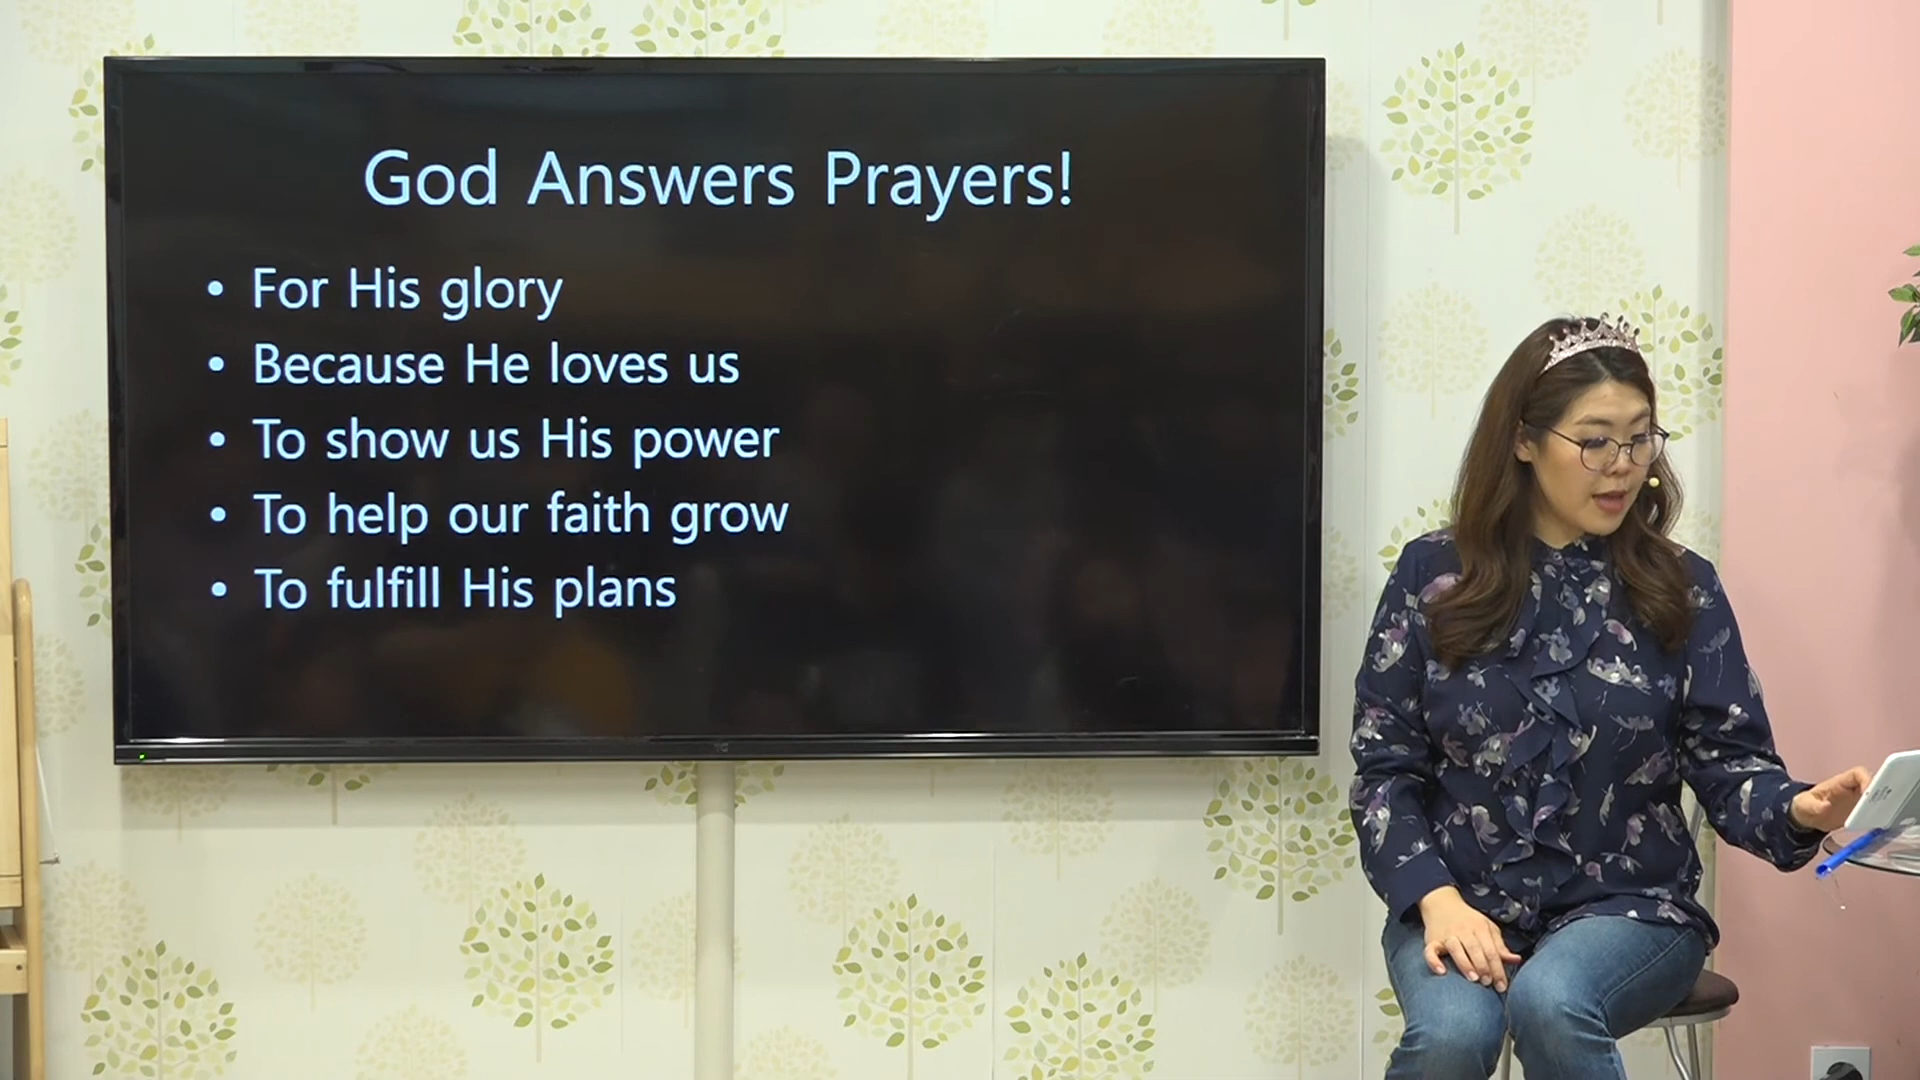 God Answers Prayers!
• For His glory
• Because He loves us
• To show us His power
• To help our faith grow
• To fulfill His plans